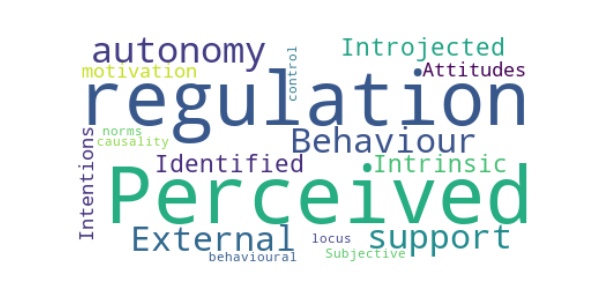 autonomy
control
Introjected
motivation
Attitudes
regulation
norms
causality
Behaviour
Intentions
Identified
Intrinsic
Perceived
External
locus
support
behavioural
Subjective